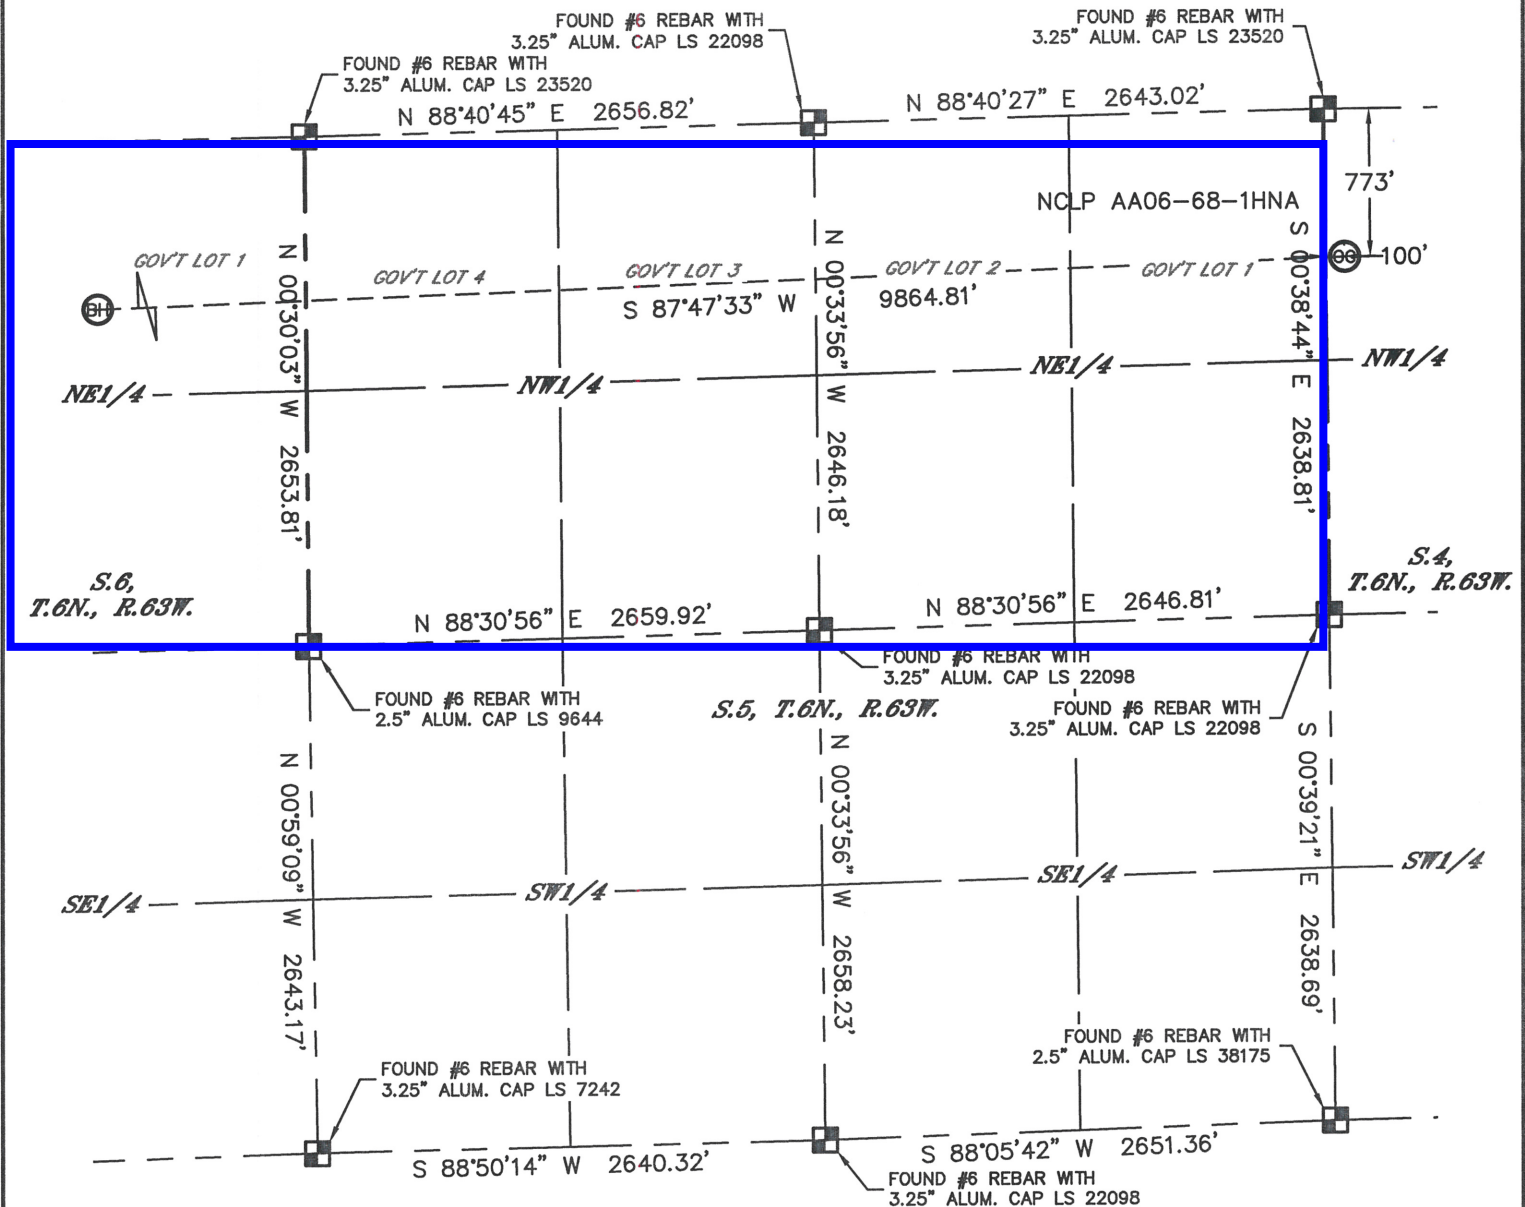 FOUND #6 REBAR WITH
3.25" ALUM. CAP LS 22098
FOUND #6 REBAR WITH
3.25" ALUM. CAP LS 23520
FOUND #6 REBAR WITH
3.25" ALUM. CAP LS 23520
N 88°40'45" E 2656.82'
N 88°40'27" E 2643.02'
773'
NCLP AA06-68-1HNA
100'
GOV'T LOT 1
GOV'T LOT 4
GOV'T LOT 3
GOV'T LOT 2
GOV'T LOT 1
BH
S 87°47'33" W 9864.81'
N 00°30'03" W 2653.81'
N 00°33'56" W 2646.18'
S 00°38'44" E 2638.81'
NE1/4
NW1/4
NE1/4
NW1/4
S.6,
T.6N., R.63W.
S.4,
T.6N., R.63W.
N 88°30'56" E 2659.92'
N 88°30'56" E 2646.81'
FOUND #6 REBAR WITH
3.25" ALUM. CAP LS 22098
FOUND #6 REBAR WITH
2.5" ALUM. CAP LS 9644
S.5, T.6N., R.63W.
FOUND #6 REBAR WITH
3.25" ALUM. CAP LS 22098
N 00°59'09" W 2643.17'
N 00°33'56" W 2658.23'
S 00°39'21" E 2638.69'
SE1/4
SW1/4
SE1/4
SW1/4
FOUND #6 REBAR WITH
2.5" ALUM. CAP LS 38175
FOUND #6 REBAR WITH
3.25" ALUM. CAP LS 7242
S 88°50'14" W 2640.32'
S 88°05'42" W 2651.36'
FOUND #6 REBAR WITH
3.25" ALUM. CAP LS 22098